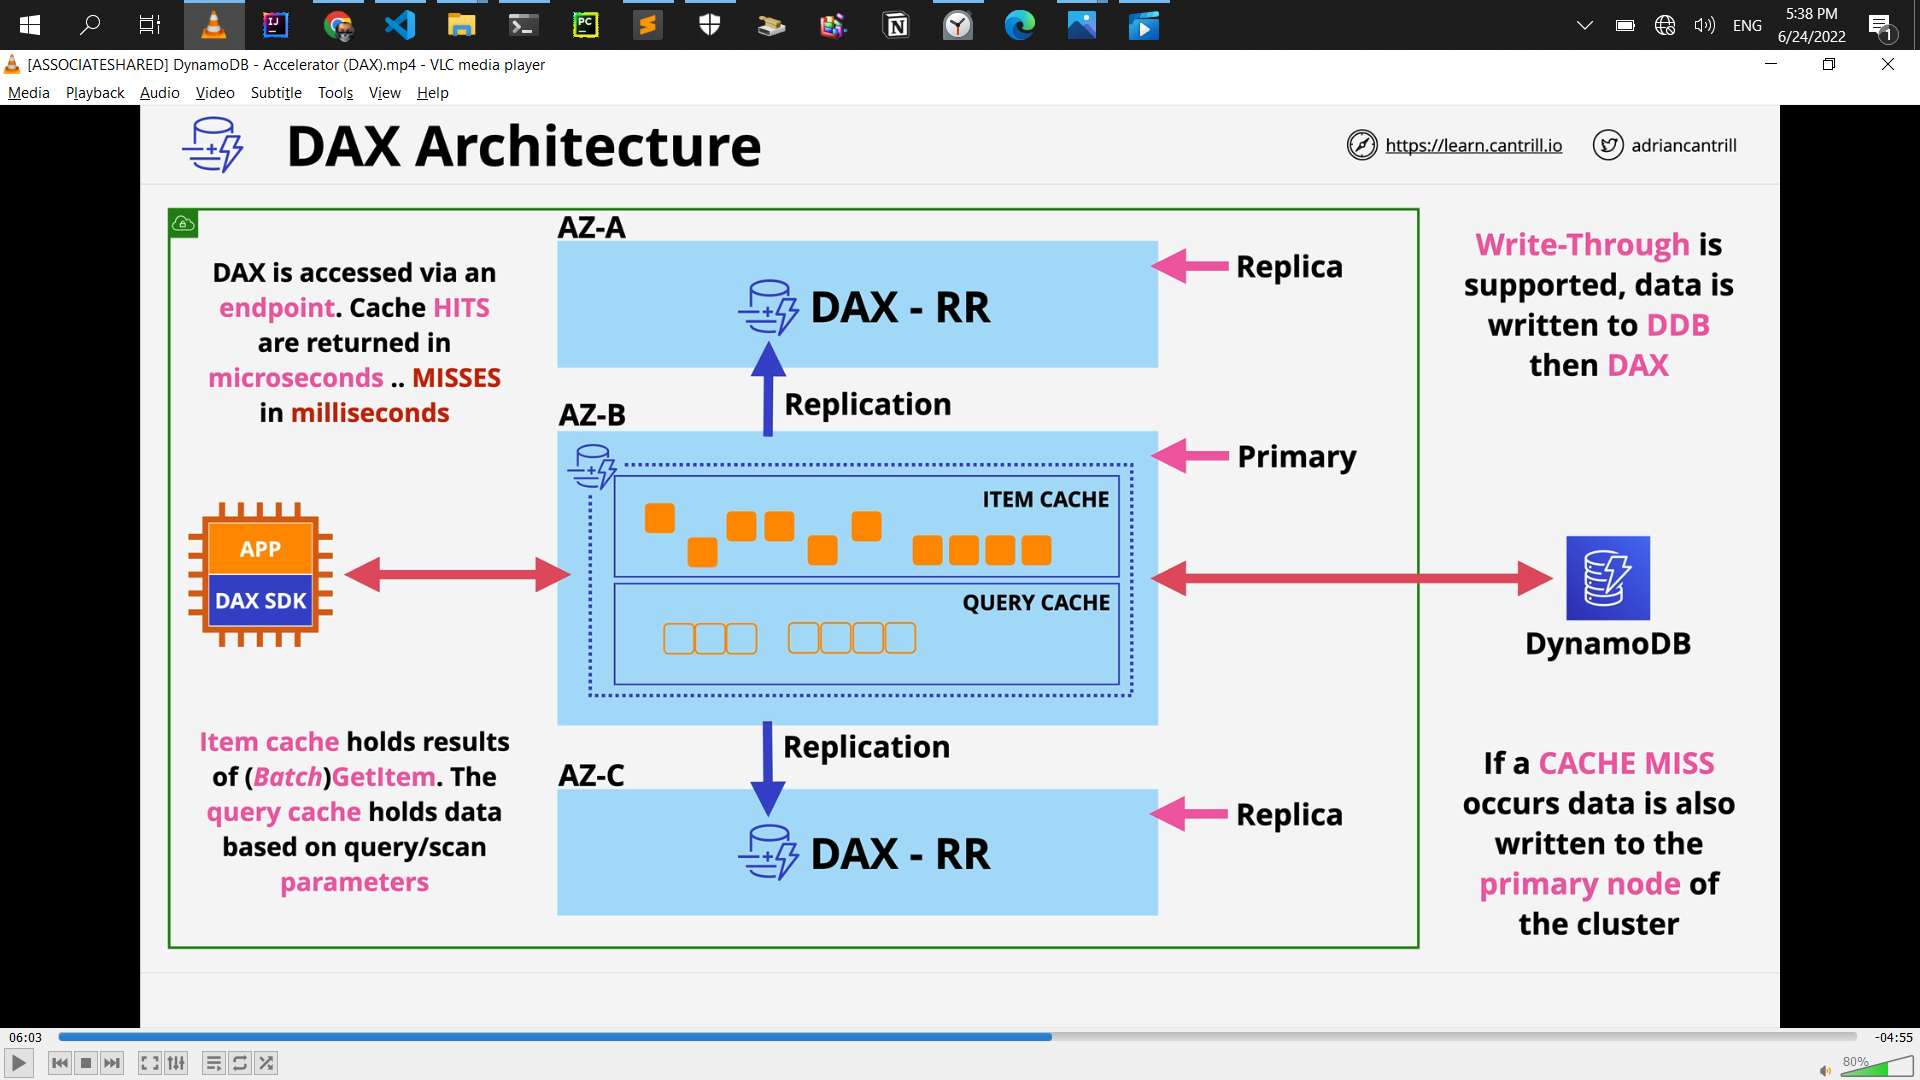 ENG
5:38 PM
6/24/2022
1
[ASSOCIATESHARED] DynamoDB - Accelerator (DAX).mp4 - VLC media player
Media Playback Audio Video Subtitle Tools View Help
DAX Architecture
https://learn.cantrill.io
adriancantrill
DAX is accessed via an
endpoint. Cache HITS
are returned in
microseconds .. MISSES
in milliseconds
AZ-A
DAX - RR
Replica
Replication
AZ-B
Primary
ITEM CACHE
QUERY CACHE
APP
DAX SDK
Replication
AZ-C
DAX - RR
Replica
Item cache holds results
of (Batch)GetItem. The
query cache holds data
based on query/scan
parameters
Write-Through is
supported, data is
written to DDB
then DAX
DynamoDB
If a CACHE MISS
occurs data is also
written to the
primary node of
the cluster
06:03
-04:55
80%